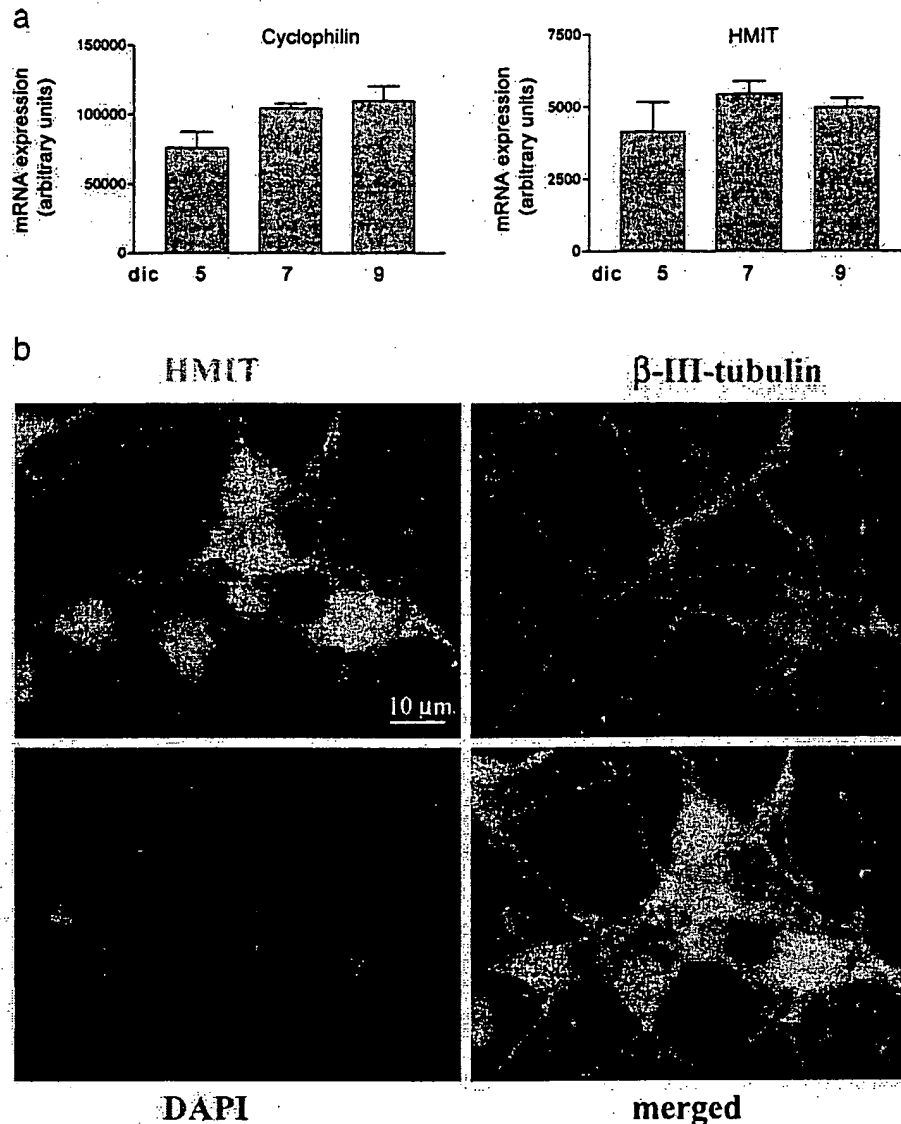 a
Cyclophilin
mRNA expression
(arbitrary units)
150000
100000
50000
0
dic 5 7 9
HMIT
mRNA expression
(arbitrary units)
7500
5000
2500
0
dic 5 7 9
b
HMIT
β-III-tubulin
10 µm
DAPI
merged